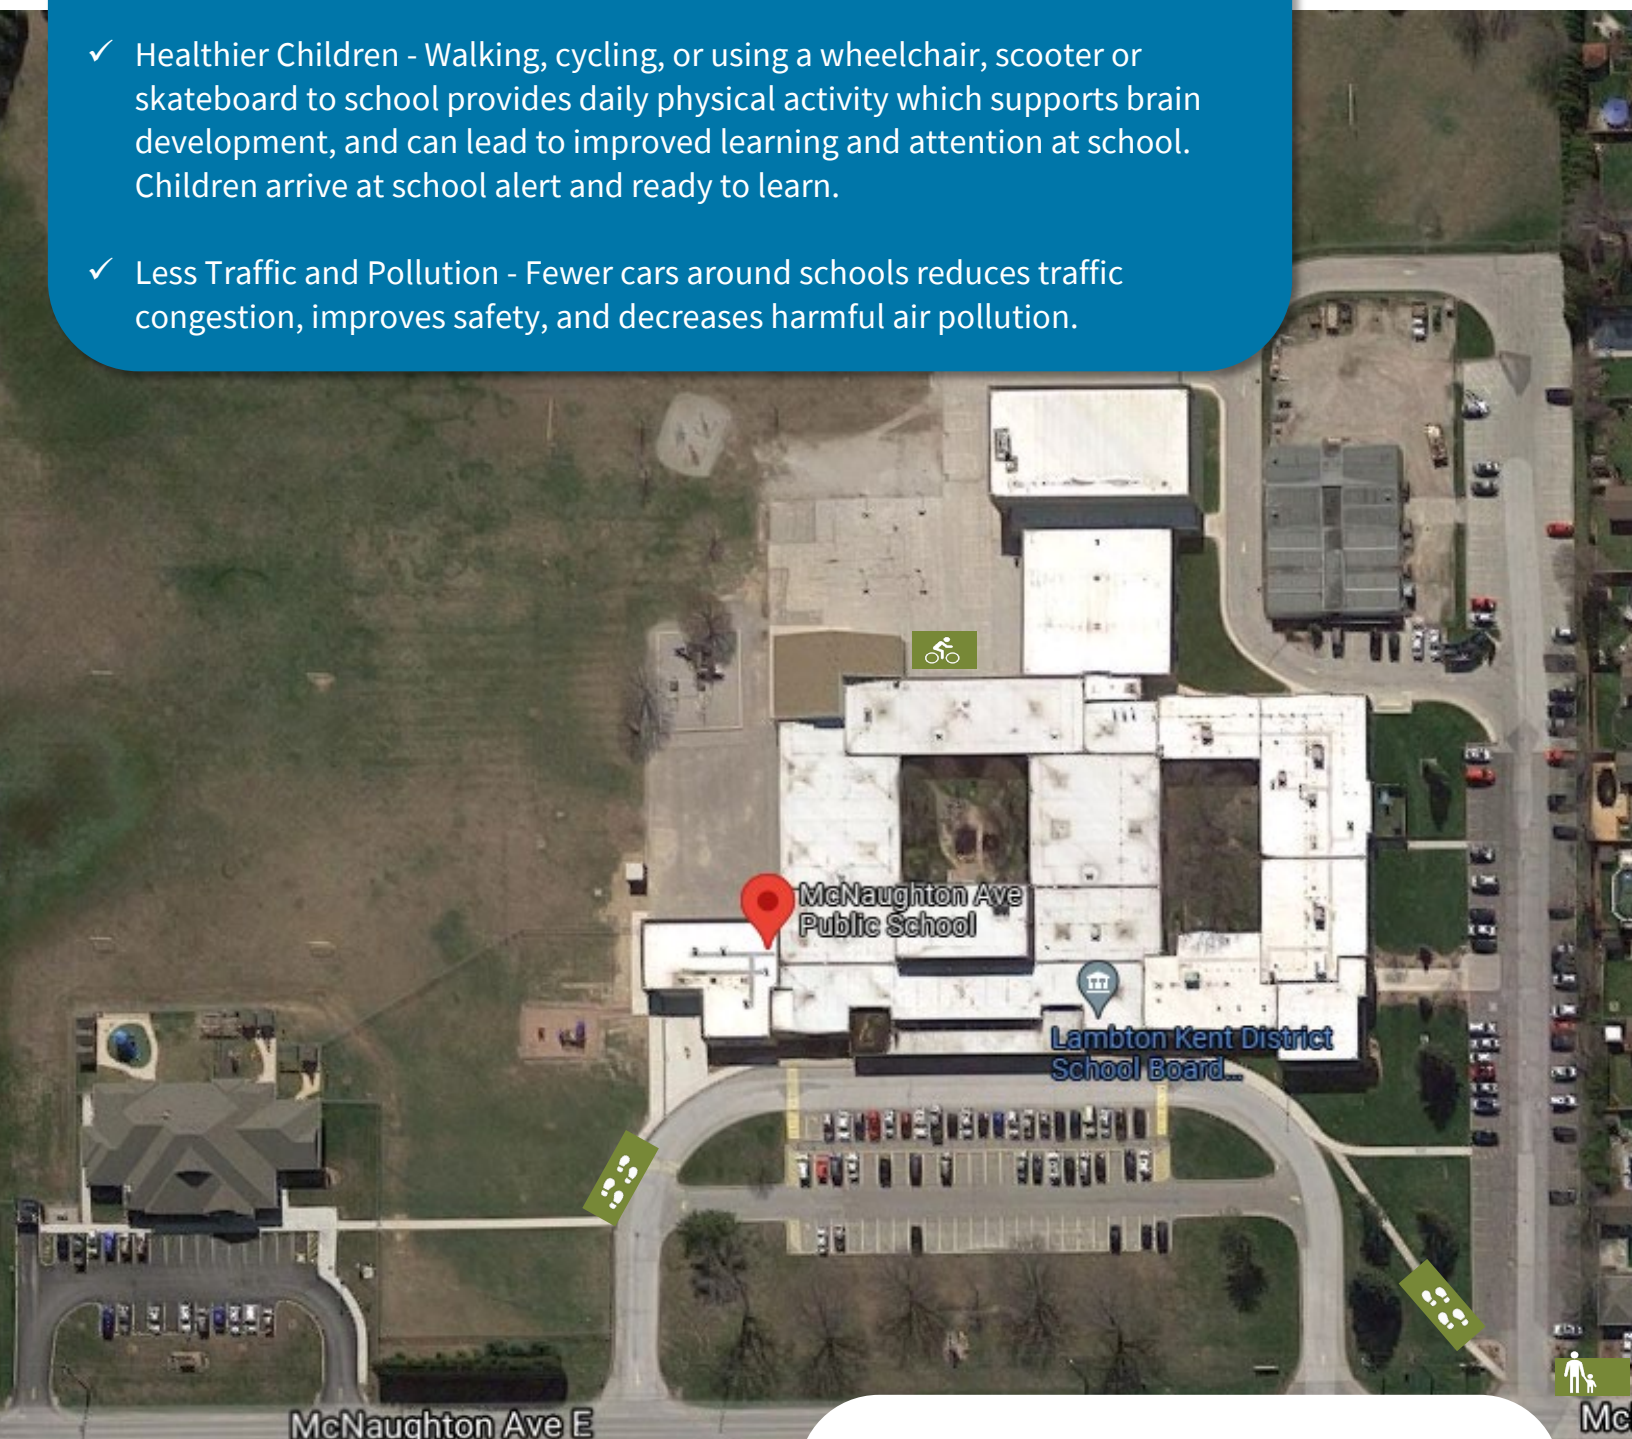 ✓ Healthier Children - Walking, cycling, or using a wheelchair, scooter or
skateboard to school provides daily physical activity which supports brain
development, and can lead to improved learning and attention at school.
Children arrive at school alert and ready to learn.
✓ Less Traffic and Pollution - Fewer cars around schools reduces traffic
congestion, improves safety, and decreases harmful air pollution.
McNaughton Ave
Public School
Lambton Kent District
School Board...
McNaughton Ave E